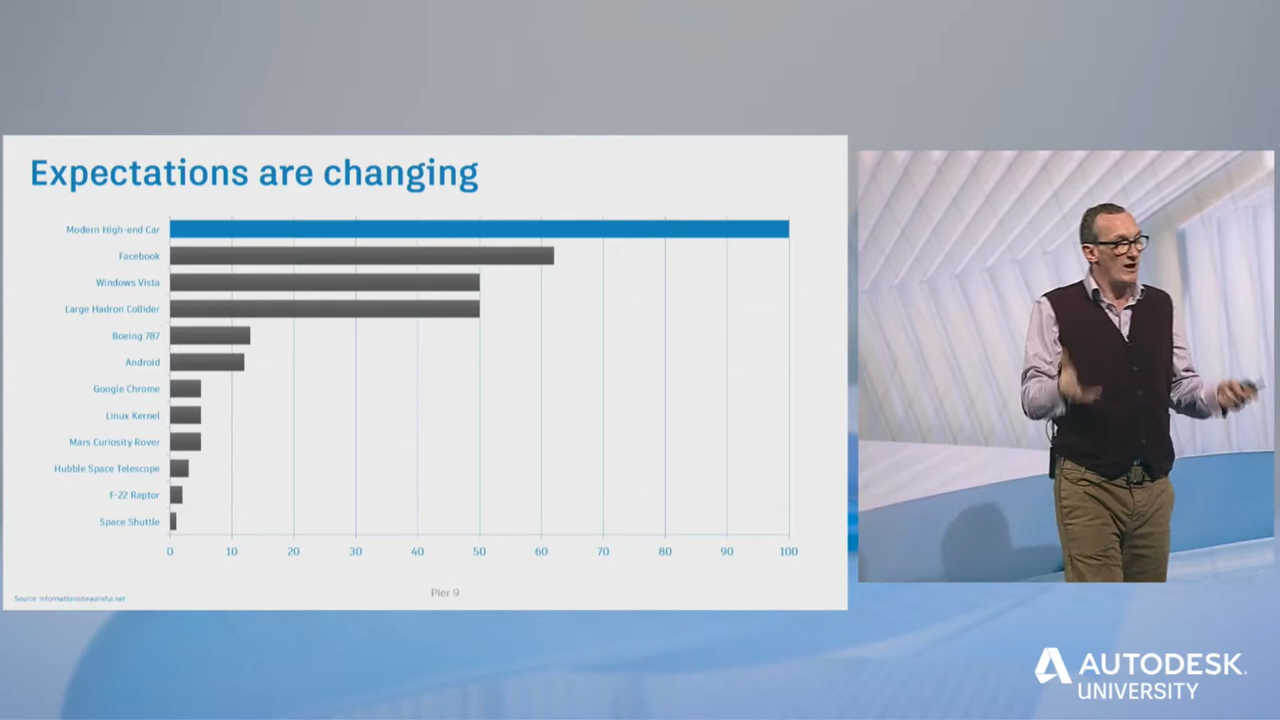 Expectations are changing
Modern High-end Car
Facebook
Windows Vista
Large Hadron Collider
Boeing 787
Android
Google Chrome
Linux Kernel
Mars Curiosity Rover
Hubble Space Telescope
F-22 Raptor
Space Shuttle
0 10 20 30 40 50 60 70 80 90 100
Pier 9
Source: informationisbeautiful.net
AUTODESK.
UNIVERSITY